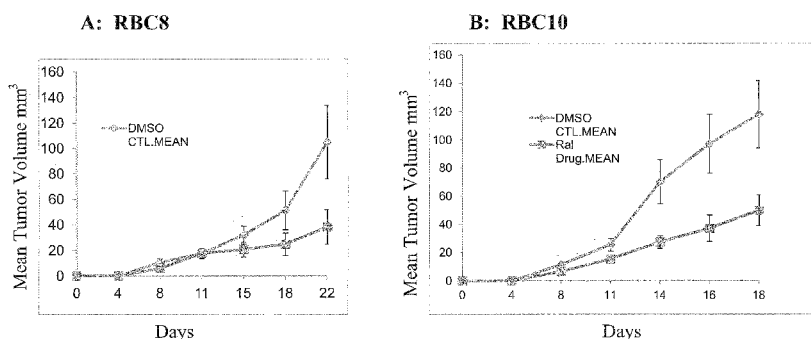 A: RBC8
Mean Tumor Volume mm³
160
140
120
100
80
60
40
20
0
DMSO
CTL.MEAN
0 4 8 11 15 18 22
Days
B: RBC10
Mean Tumor Volume mm³
160
140
120
100
80
60
40
20
0
DMSO
CTL.MEAN
Ral
Drug.MEAN
0 4 8 11 14 16 18
Days